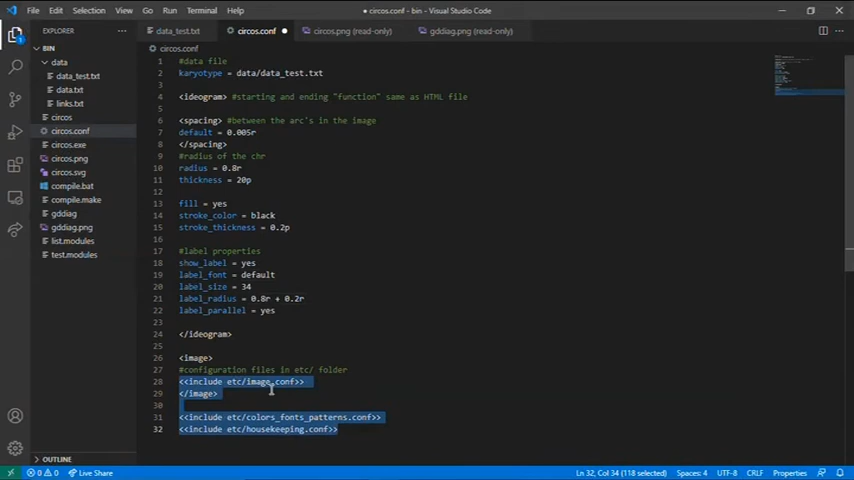 File Edit Selection View Go Run Terminal Help
● circos.conf - Visual Studio Code
EXPLORER
data_test.txt
circos.conf
circos.png (read-only)
gddiag.png (read-only)
BIN
circos.conf
data
data_test.txt
data.txt
links.txt
circos
circos.conf
circos.exe
circos.png
circos.svg
compile.bat
compile.make
gddiag
gddiag.png
list.modules
test.modules
OUTLINE
1 #data file
2 karyotype = data/data_test.txt
3
4 <ideogram> #starting and ending "function" same as HTML file
5
6 <spacing> #between the arc's in the image
7 default = 0.005r
8 </spacing>
9 #radius of the chr
10 radius = 0.8r
11 thickness = 20p
12
13 fill = yes
14 stroke_color = black
15 stroke_thickness = 0.2p
16
17 #label properties
18 show_label = yes
19 label_font = default
20 label_size = 34
21 label_radius = 0.8r + 0.2r
22 label_parallel = yes
23
24 </ideogram>
25
26 <image>
27 #configuration files in etc/ folder
28 <<include etc/image.conf>>
29 </image>
30
31 <<include etc/colors_fonts_patterns.conf>>
32 <<include etc/housekeeping.conf>>
1
0 0 Live Share
Ln 32, Col 34 (118 selected) Spaces: 4 UTF-8 CRLF Properties